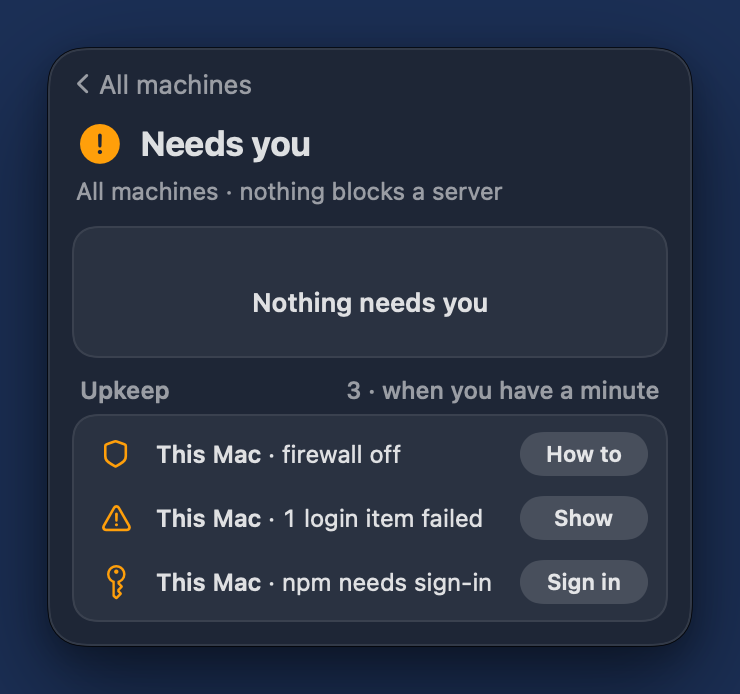 All machines
Needs you
All machines · nothing blocks a server
Nothing needs you
Upkeep 3 · when you have a minute
This Mac · firewall off How to
This Mac · 1 login item failed Show
This Mac · npm needs sign-in Sign in